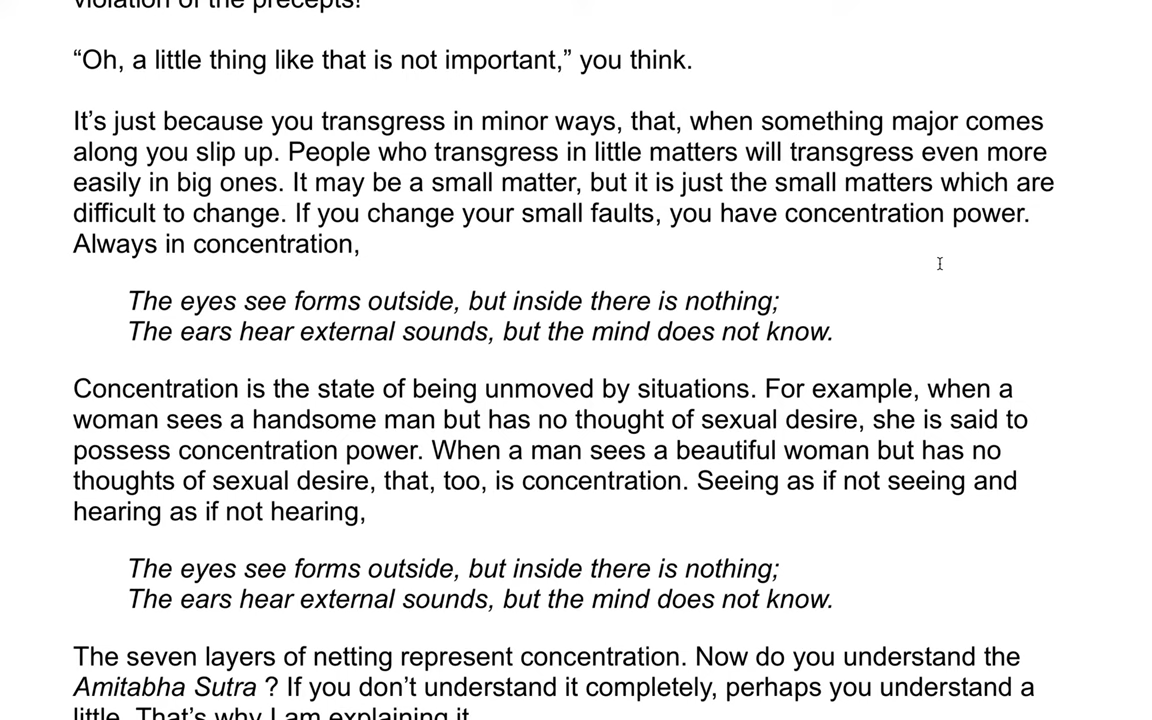 violation of the precepts!
“Oh, a little thing like that is not important,” you think.
It’s just because you transgress in minor ways, that, when something major comes
along you slip up. People who transgress in little matters will transgress even more
easily in big ones. It may be a small matter, but it is just the small matters which are
difficult to change. If you change your small faults, you have concentration power.
Always in concentration,
The eyes see forms outside, but inside there is nothing;
The ears hear external sounds, but the mind does not know.
Concentration is the state of being unmoved by situations. For example, when a
woman sees a handsome man but has no thought of sexual desire, she is said to
possess concentration power. When a man sees a beautiful woman but has no
thoughts of sexual desire, that, too, is concentration. Seeing as if not seeing and
hearing as if not hearing,
The eyes see forms outside, but inside there is nothing;
The ears hear external sounds, but the mind does not know.
The seven layers of netting represent concentration. Now do you understand the
Amitabha Sutra ? If you don’t understand it completely, perhaps you understand a
little. That’s why I am explaining it.